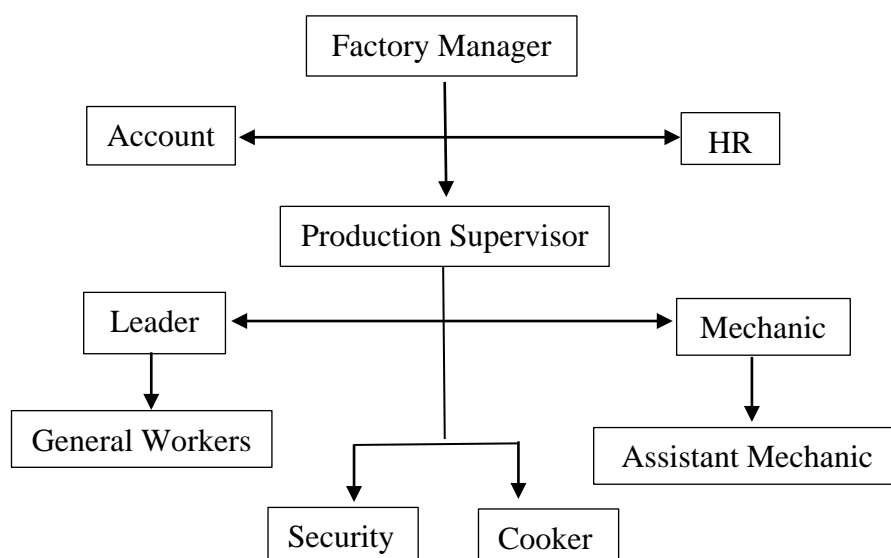 Factory Manager
Account
HR
Production Supervisor
Leader
Mechanic
General Workers
Assistant Mechanic
Security
Cooker